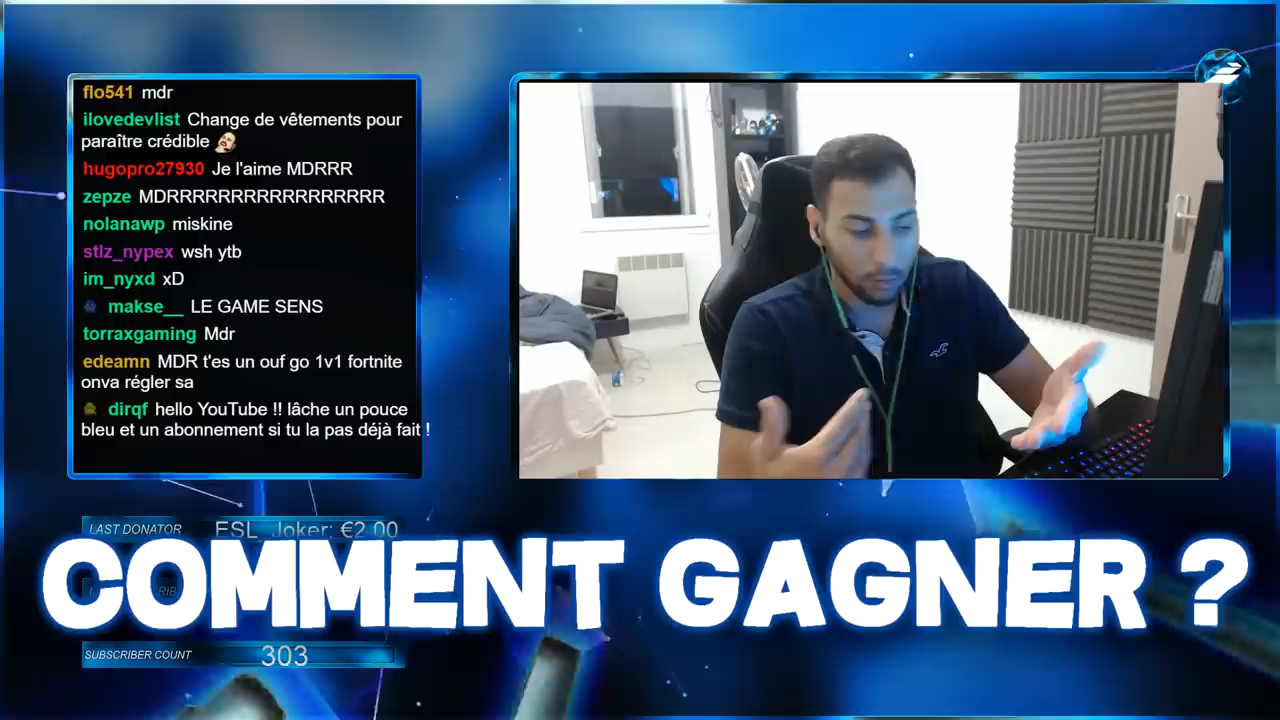 flo541 mdr
ilovedevlist Change de vêtements pour
paraître crédible
hugopro27930 Je l'aime MDRRR
zepze MDRRRRRRRRRRRRRRRRR
nolanawp miskine
stlz_nypex wsh ytb
im_nyxd xD
makse__ LE GAME SENS
torraxgaming Mdr
edeamn MDR t'es un ouf go 1v1 fortnite
onva régler sa
dirqf hello YouTube !! lâche un pouce
bleu et un abonnement si tu la pas déjà fait !
LAST DONATOR ESL_Joker: €2.00
COMMENT GAGNER ?
SUBSCRIBER COUNT 303